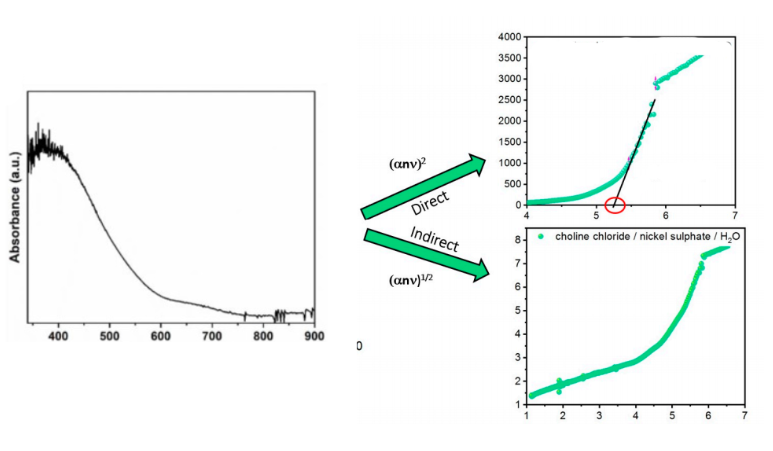 Absorbance (a.u.)
400 500 600 700 800 900
(αnν)²
Direct
Indirect
(αnν)¹ᐟ²
0
4000
3500
3000
2500
2000
1500
1000
500
0
4 5 6 7
choline chloride / nickel sulphate / H₂O
8
7
6
5
4
3
2
1
1 2 3 4 5 6 7